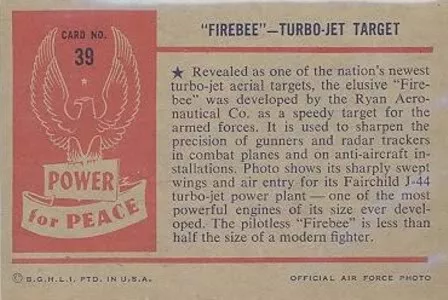 CARD NO.
39
POWER
for PEACE
"FIREBEE"—TURBO-JET TARGET
★ Revealed as one of the nation's newest
turbo-jet aerial targets, the elusive "Fire-
bee" was developed by the Ryan Aero-
nautical Co. as a speedy target for the
armed forces. It is used to sharpen the
precision of gunners and radar trackers
in combat planes and on anti-aircraft in-
stallations. Photo shows its sharply swept
wings and air entry for its Fairchild J-44
turbo-jet power plant — one of the most
powerful engines of its size ever devel-
oped. The pilotless "Firebee" is less than
half the size of a modern fighter.
© B.G.H.L.I. PTD. IN U.S.A.
OFFICIAL AIR FORCE PHOTO